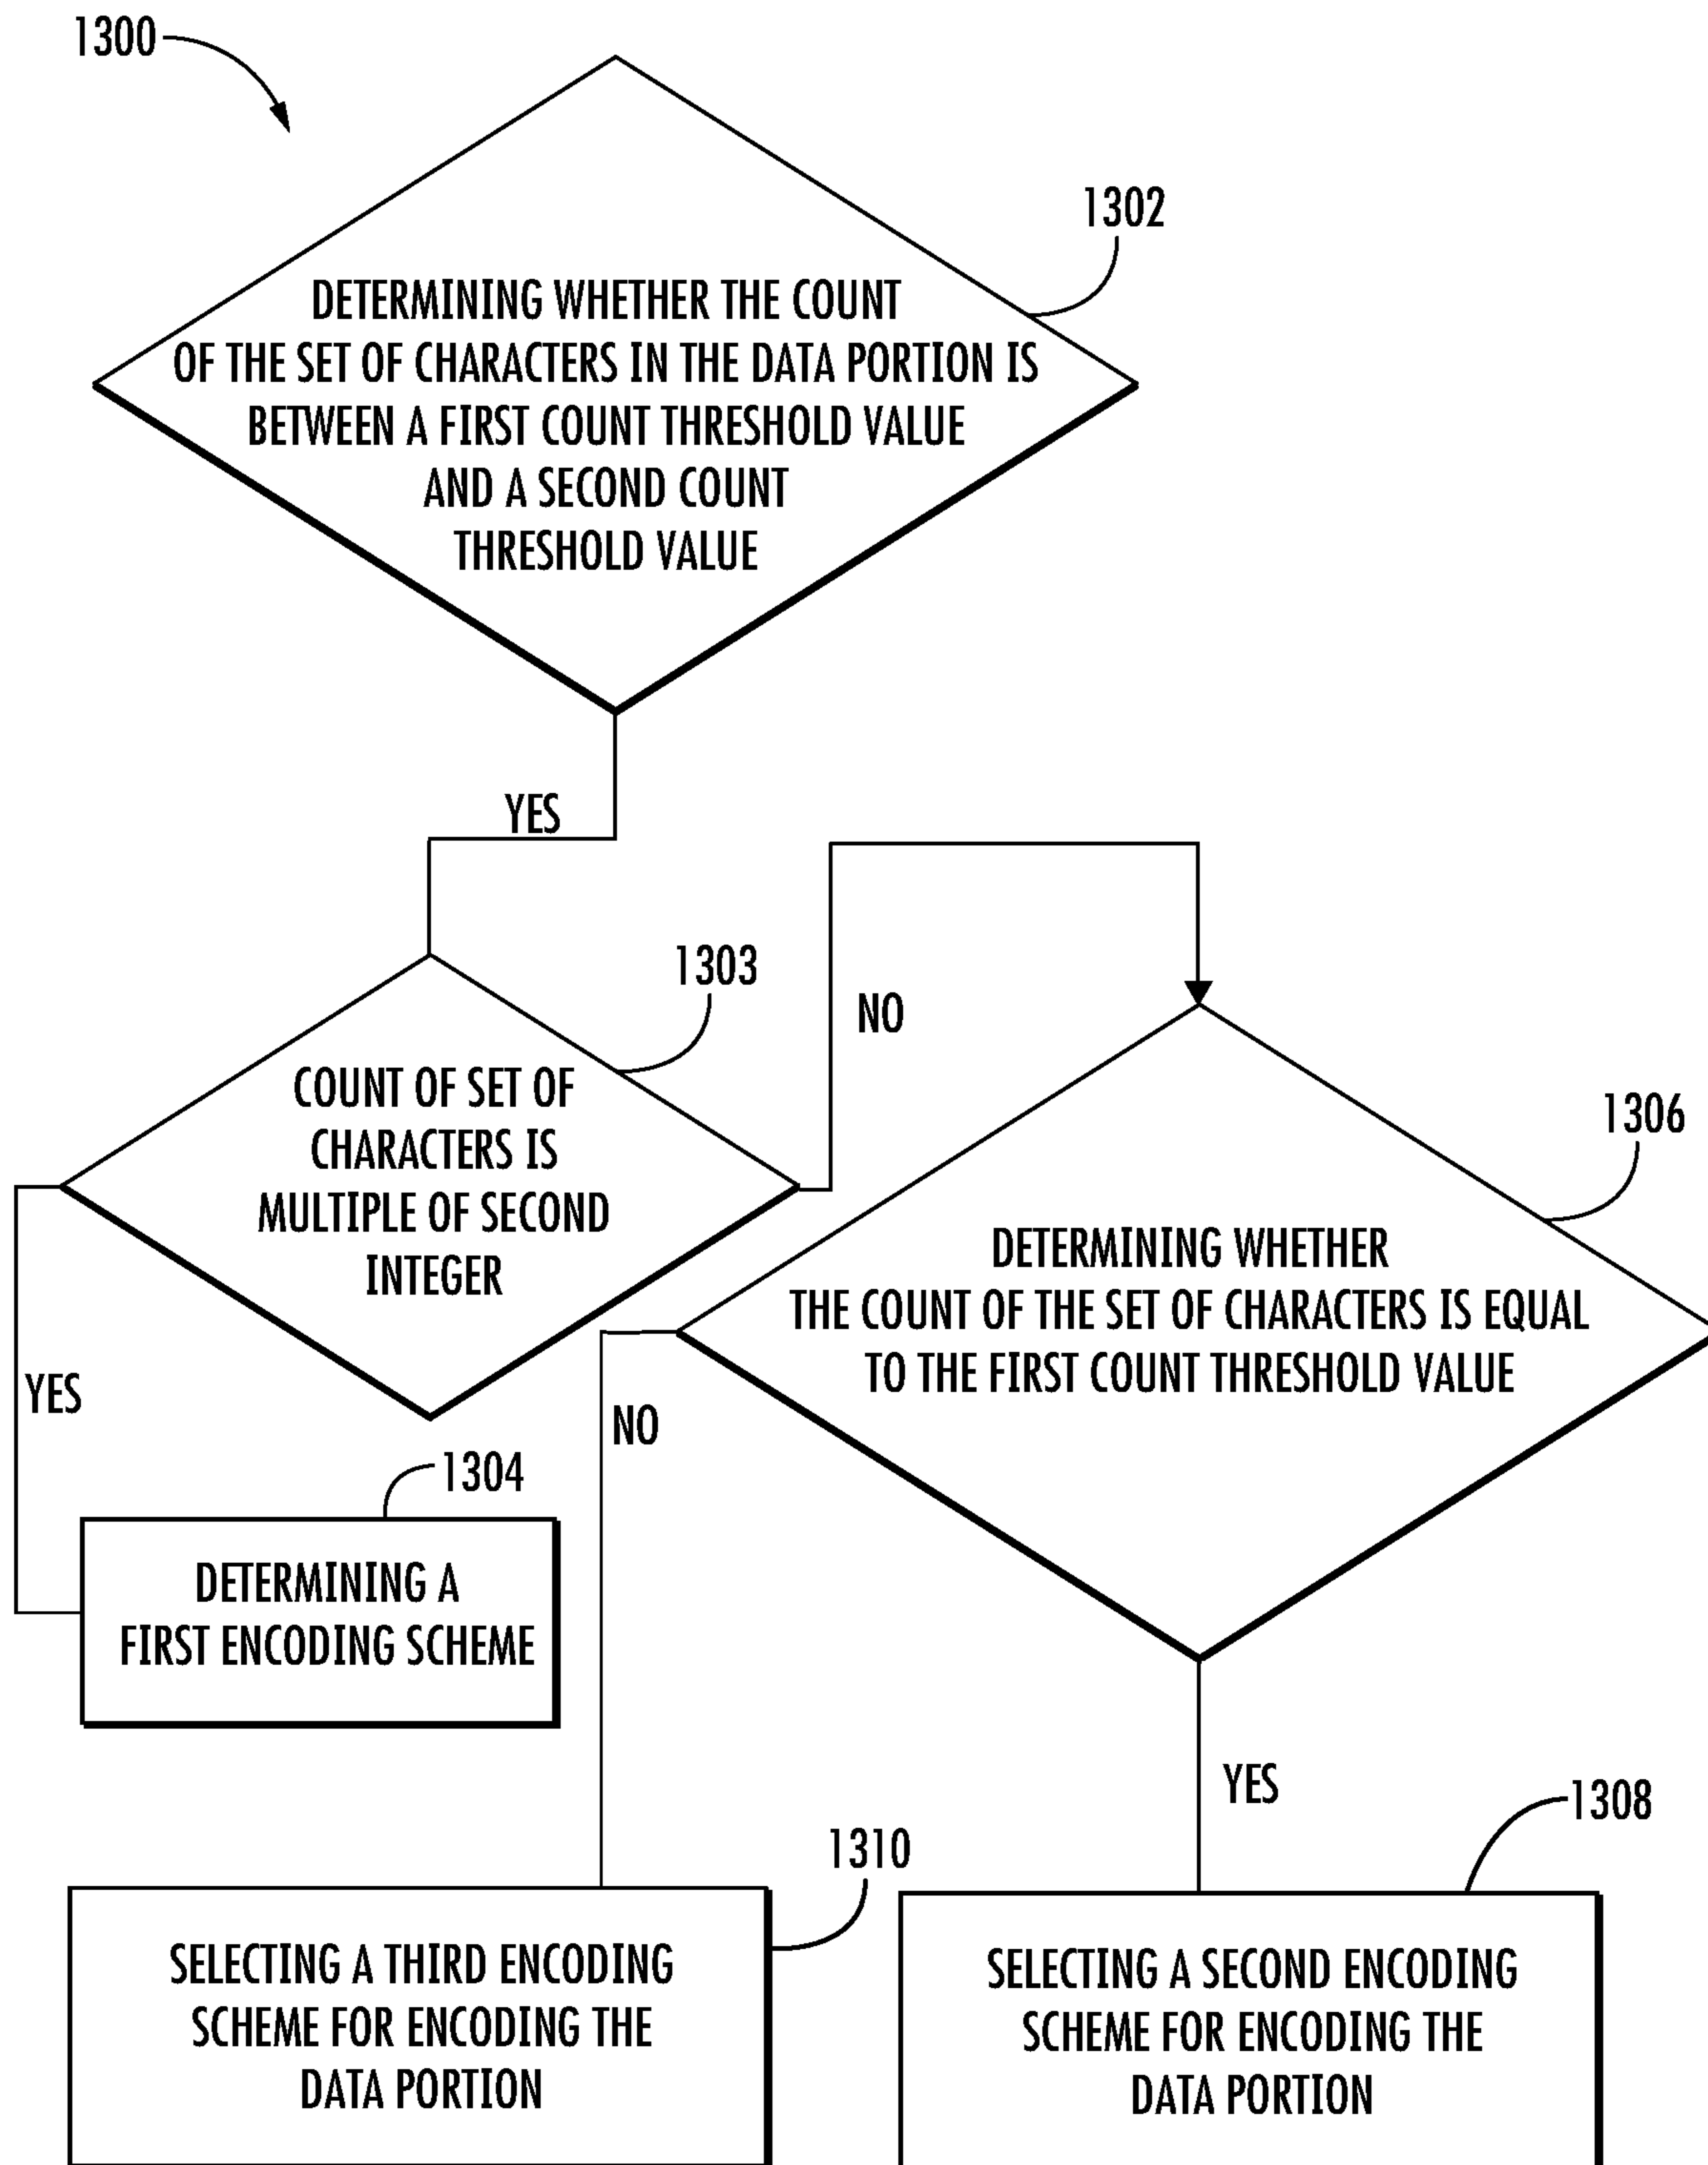 1300
1302
DETERMINING WHETHER THE COUNT
OF THE SET OF CHARACTERS IN THE DATA PORTION IS
BETWEEN A FIRST COUNT THRESHOLD VALUE
AND A SECOND COUNT
THRESHOLD VALUE
YES
1303
NO
COUNT OF SET OF
CHARACTERS IS
MULTIPLE OF SECOND
INTEGER
1306
DETERMINING WHETHER
THE COUNT OF THE SET OF CHARACTERS IS EQUAL
TO THE FIRST COUNT THRESHOLD VALUE
YES
NO
1304
DETERMINING A
FIRST ENCODING SCHEME
YES
1308
1310
SELECTING A THIRD ENCODING
SCHEME FOR ENCODING THE
DATA PORTION
SELECTING A SECOND ENCODING
SCHEME FOR ENCODING THE
DATA PORTION